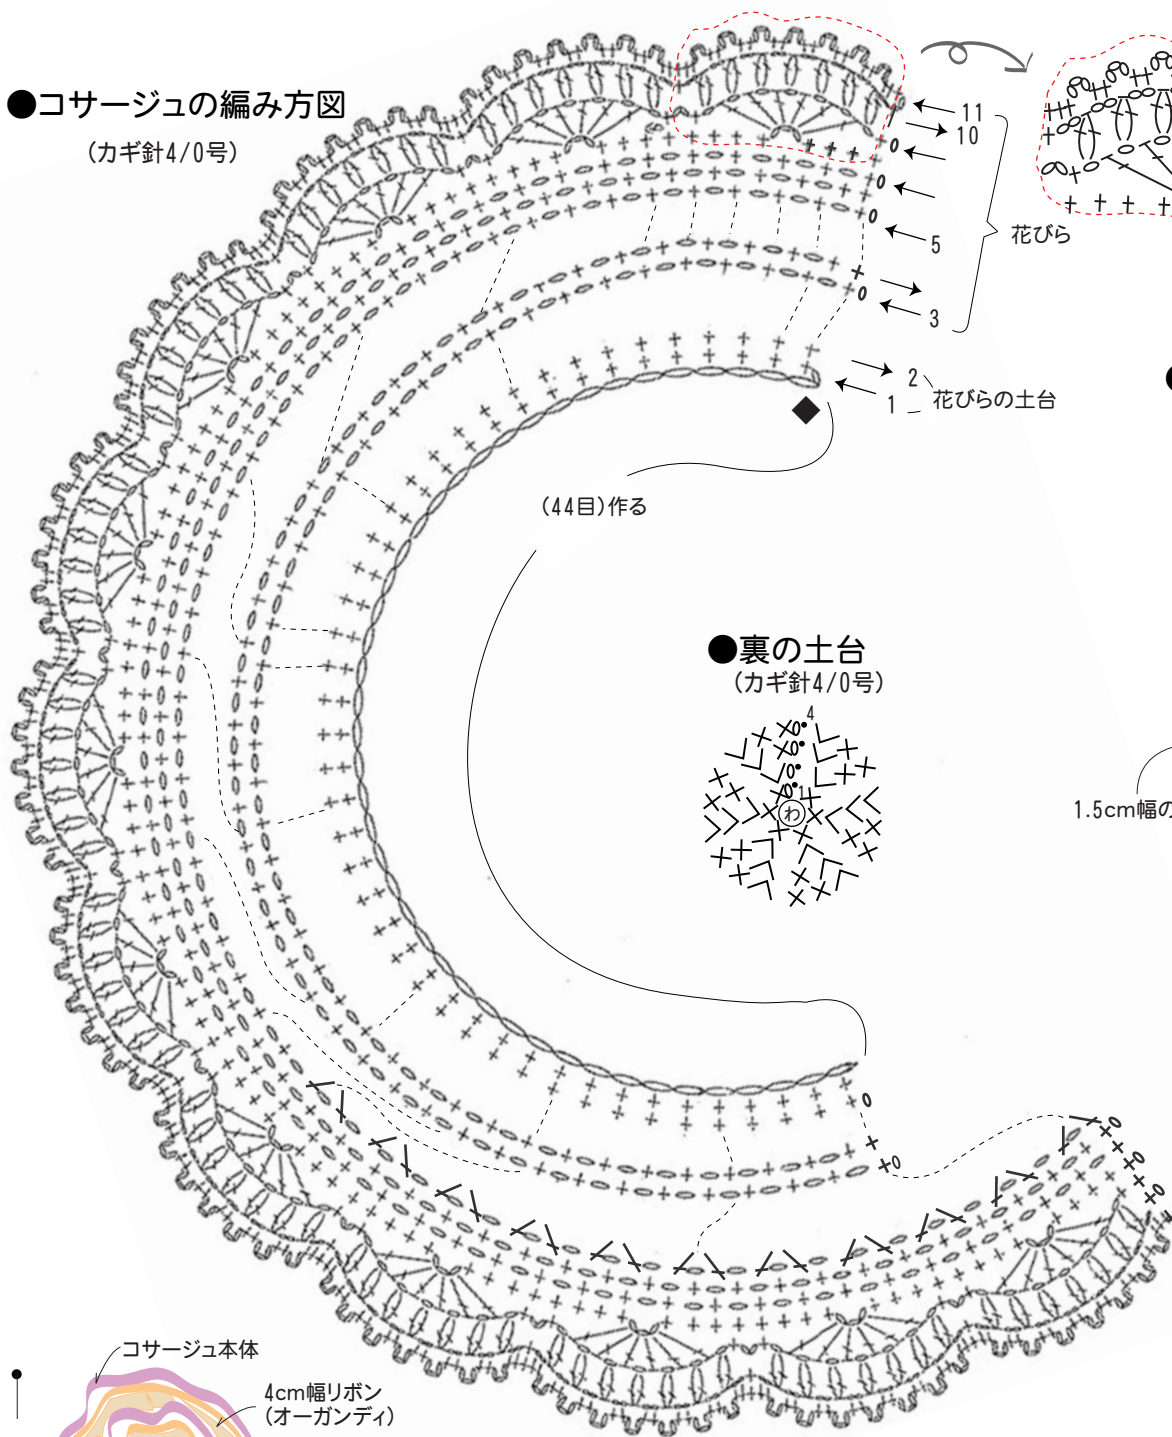 ●コサージュの編み方図
(カギ針4/0号)
11
10
5
花びら
3
2
1
花びらの土台
(44目)作る
●裏の土台
(カギ針4/0号)
4
1
わ
1.5cm幅の
コサージュ本体
4cm幅リボン
(オーガンディ)